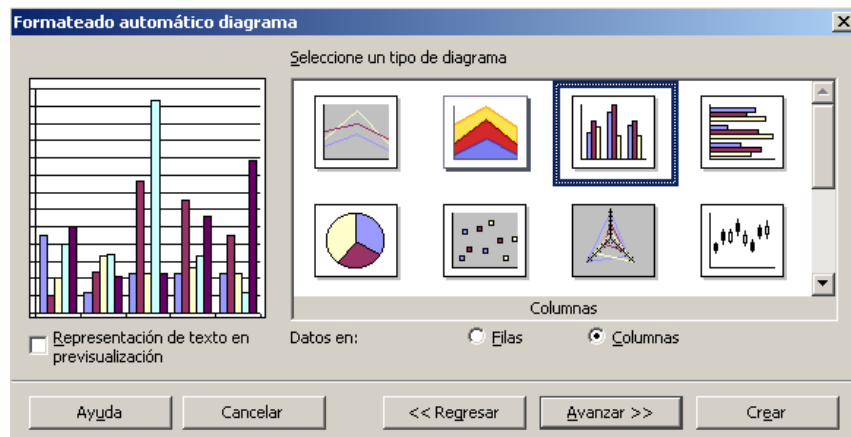 Formateado automático diagrama
Seleccione un tipo de diagrama
Columnas
Representación de texto en
previsualización
Datos en:
Filas
Columnas
Ayuda
Cancelar
<< Regresar
Avanzar >>
Crear